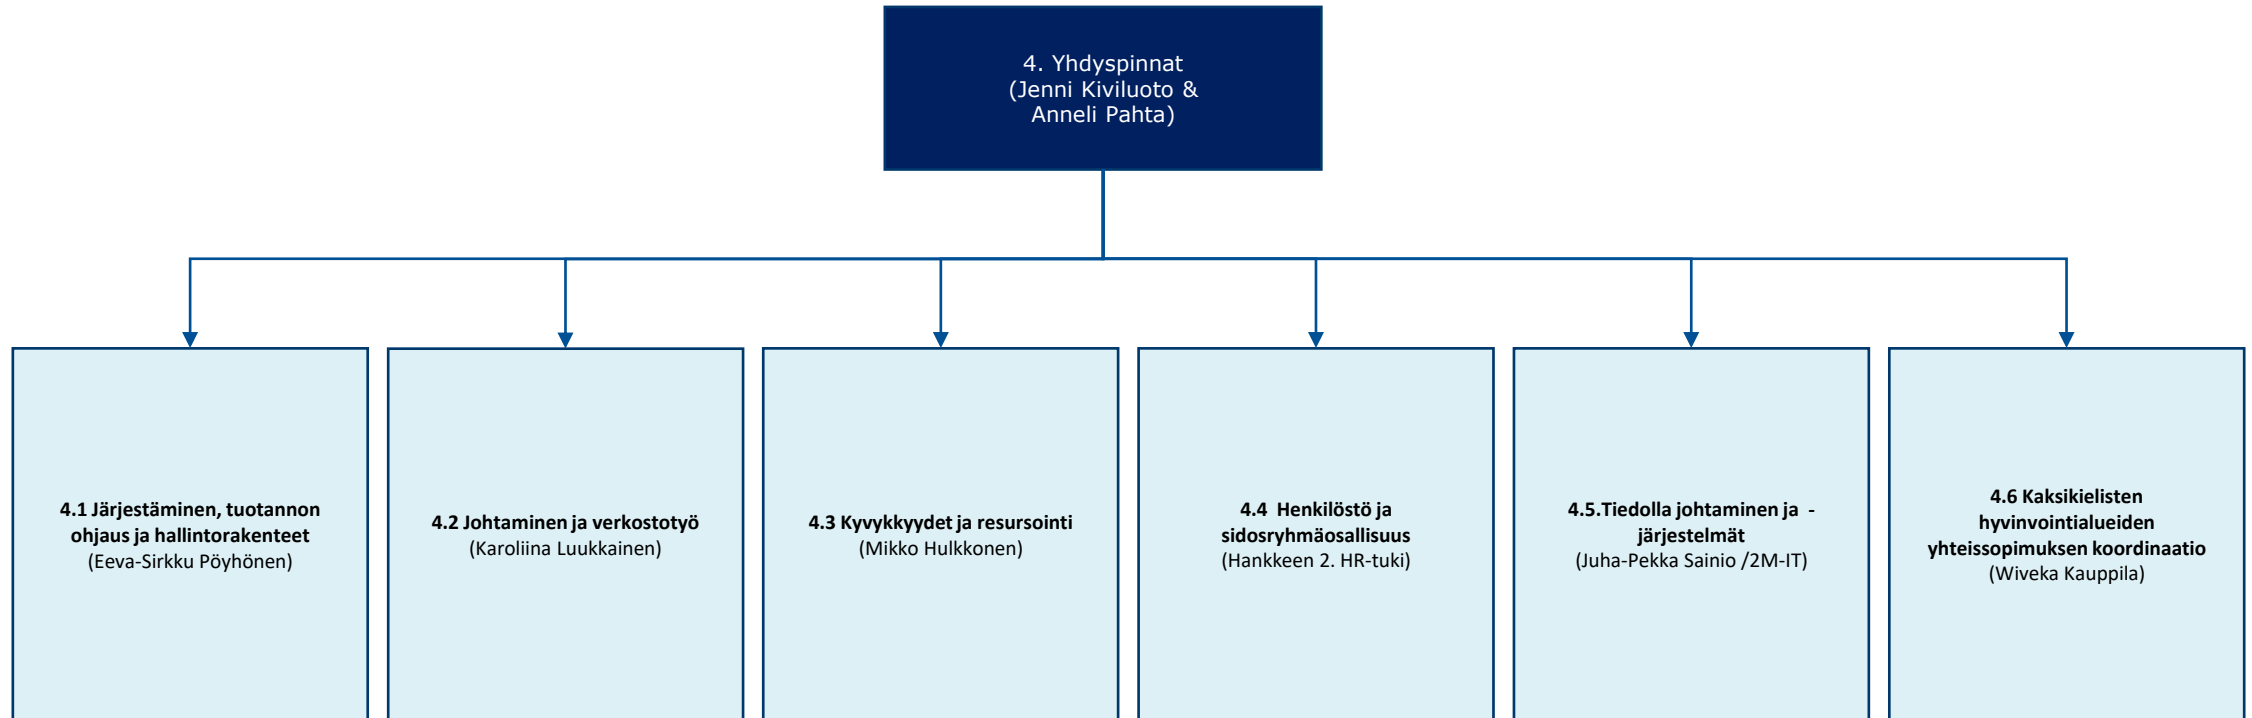 4. Yhdyspinnat
(Jenni Kiviluoto &
Anneli Pahta)
4.1 Järjestäminen, tuotannon
ohjaus ja hallintorakenteet
(Eeva-Sirkku Pöyhönen)
4.2 Johtaminen ja verkostotyö
(Karoliina Luukkainen)
4.3 Kyvykkyydet ja resursointi
(Mikko Hulkkonen)
4.4 Henkilöstö ja
sidosryhmäosallisuus
(Hankkeen 2. HR-tuki)
4.5.Tiedolla johtaminen ja -
järjestelmät
(Juha-Pekka Sainio /2M-IT)
4.6 Kaksikielisten
hyvinvointialueiden
yhteissopimuksen koordinaatio
(Wiveka Kauppila)